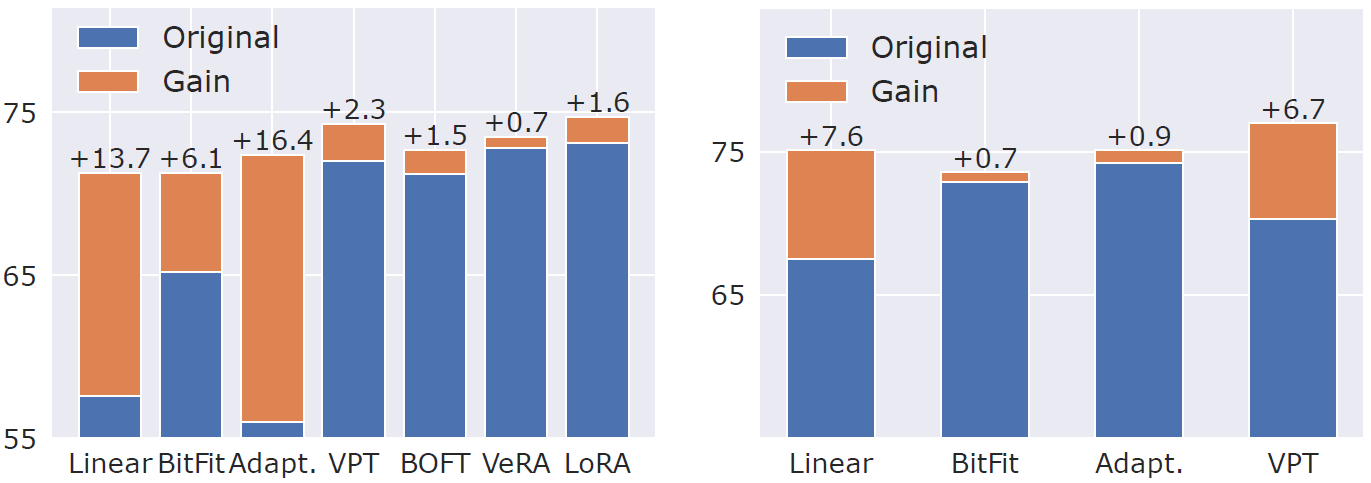 Original
Gain
75
65
55
+13.7 +6.1 +16.4 +2.3 +1.5 +0.7 +1.6
Linear BitFit Adapt. VPT BOFT VeRA LoRA
Original
Gain
75
65
+7.6 +0.7 +0.9 +6.7
Linear BitFit Adapt. VPT